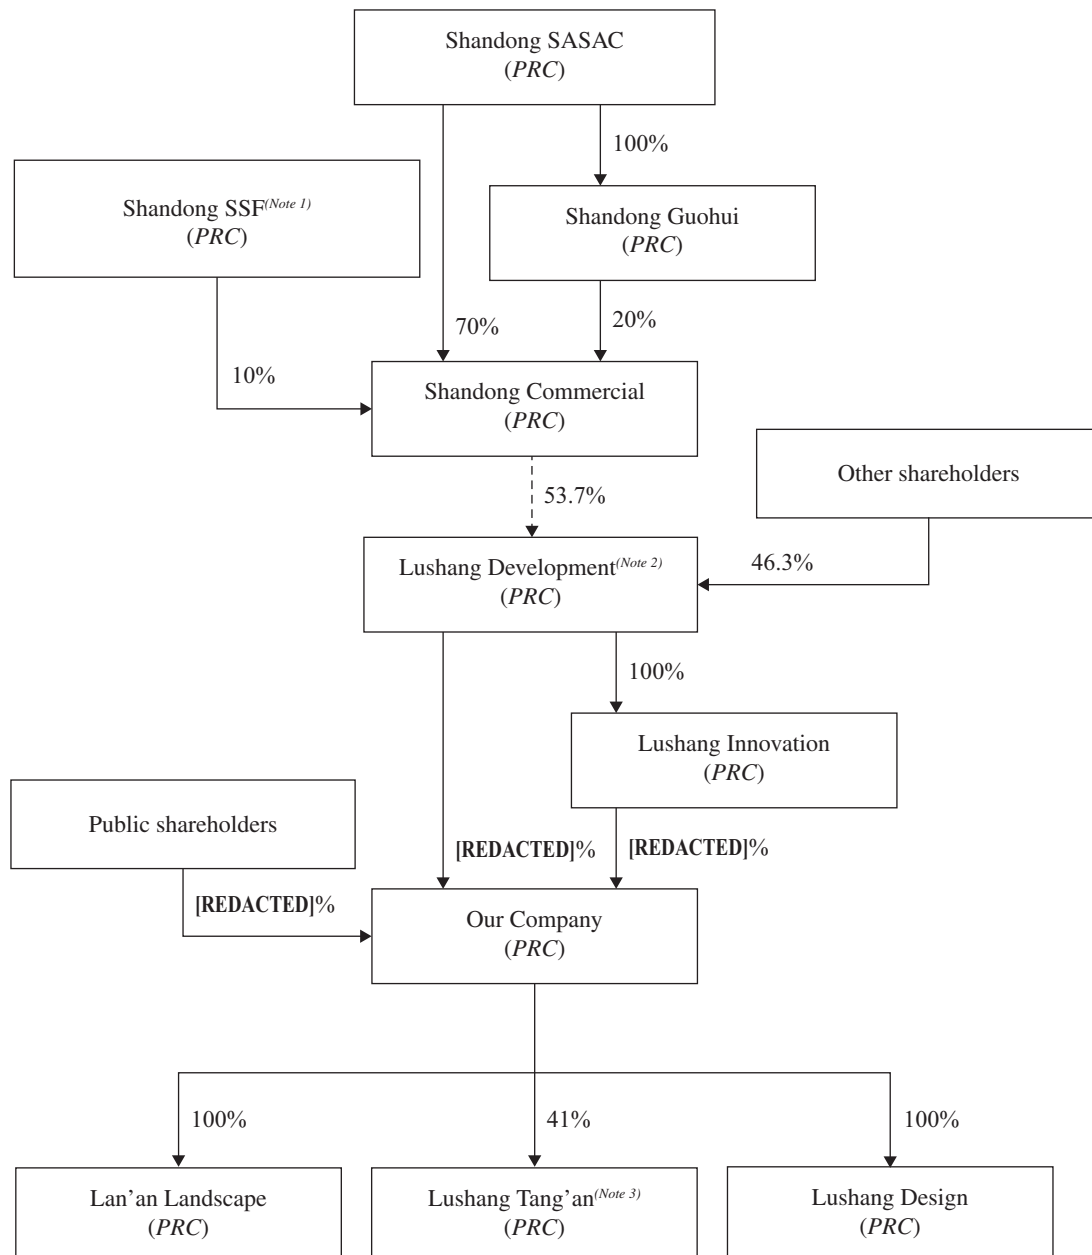 Shandong SASAC
(PRC)
100%
Shandong SSF(Note 1)
(PRC)
Shandong Guohui
(PRC)
70%
20%
10%
Shandong Commercial
(PRC)
53.7%
Other shareholders
46.3%
Lushang Development(Note 2)
(PRC)
100%
Lushang Innovation
(PRC)
Public shareholders
[REDACTED]%
[REDACTED]%
[REDACTED]%
Our Company
(PRC)
100%
41%
100%
Lan’an Landscape
(PRC)
Lushang Tang’an(Note 3)
(PRC)
Lushang Design
(PRC)